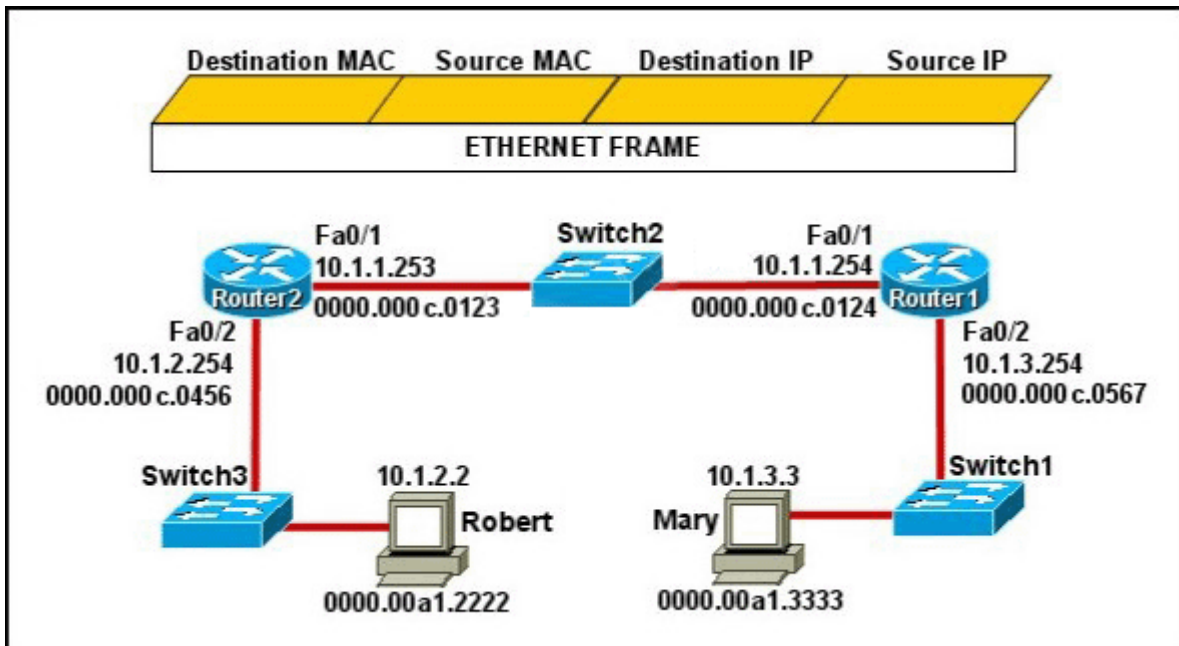 Destination MAC Source MAC Destination IP Source IP
ETHERNET FRAME
Fa0/1
10.1.1.253
0000.000c.0123
Switch2
Fa0/1
10.1.1.254
0000.000c.0124
Router2
Router1
Fa0/2
10.1.2.254
0000.000c.0456
Fa0/2
10.1.3.254
0000.000c.0567
Switch3
10.1.2.2
Robert
0000.00a1.2222
10.1.3.3
Mary
0000.00a1.3333
Switch1